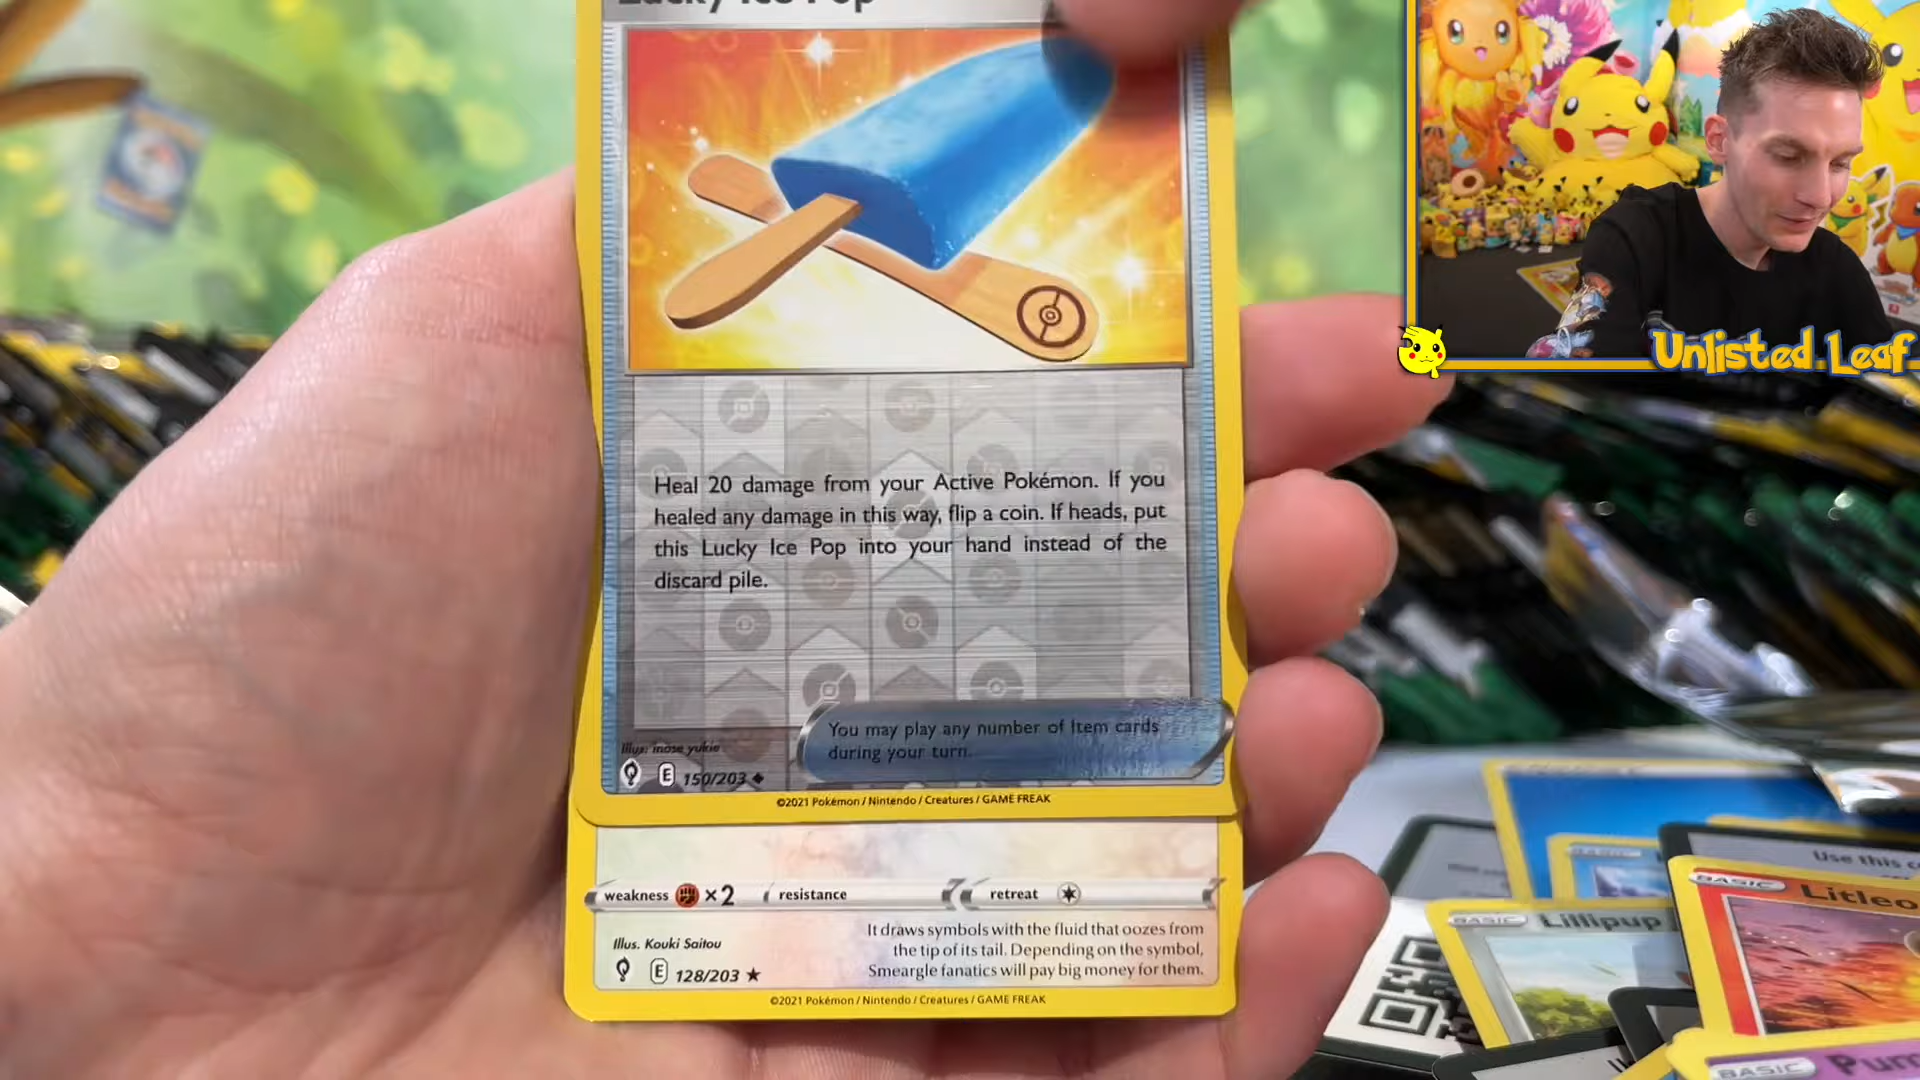 Lucky Ice Pop
Heal 20 damage from your Active Pokémon. If you
healed any damage in this way, flip a coin. If heads, put
this Lucky Ice Pop into your hand instead of the
discard pile.
You may play any number of Item cards
during your turn.
Illus. inose yukie
E 150/203
©2021 Pokémon / Nintendo / Creatures / GAME FREAK
weakness ×2 resistance retreat
It draws symbols with the fluid that oozes from
the tip of its tail. Depending on the symbol,
Smeargle fanatics will pay big money for them.
Illus. Kouki Saitou
E 128/203
©2021 Pokémon / Nintendo / Creatures / GAME FREAK
Unlisted Leaf
Use this
BASIC Litleo
BASIC Lillipup
BASIC